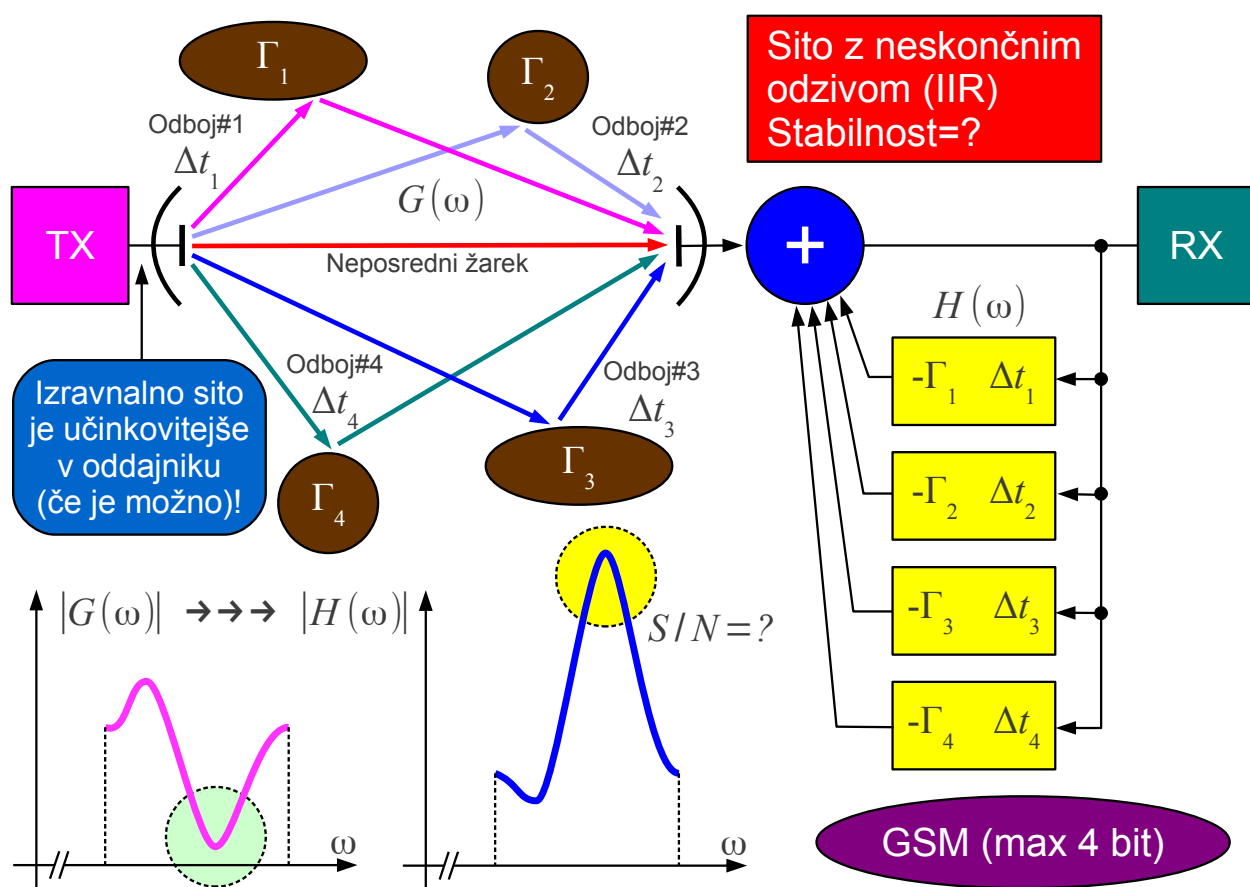 Γ₁
Γ₂
Sito z neskončnim
odzivom (IIR)
Stabilnost=?
Odboj#1
Δt₁
Odboj#2
Δt₂
G(ω)
TX
Neposredni žarek
+
RX
H(ω)
Izravnalno sito
je učinkovitejše
v oddajniku
(če je možno)!
Odboj#4
Δt₄
Odboj#3
Δt₃
Γ₄
Γ₃
-Γ₁ Δt₁
-Γ₂ Δt₂
-Γ₃ Δt₃
-Γ₄ Δt₄
|G(ω)| →→→ |H(ω)|
S/N=?
ω
ω
GSM (max 4 bit)